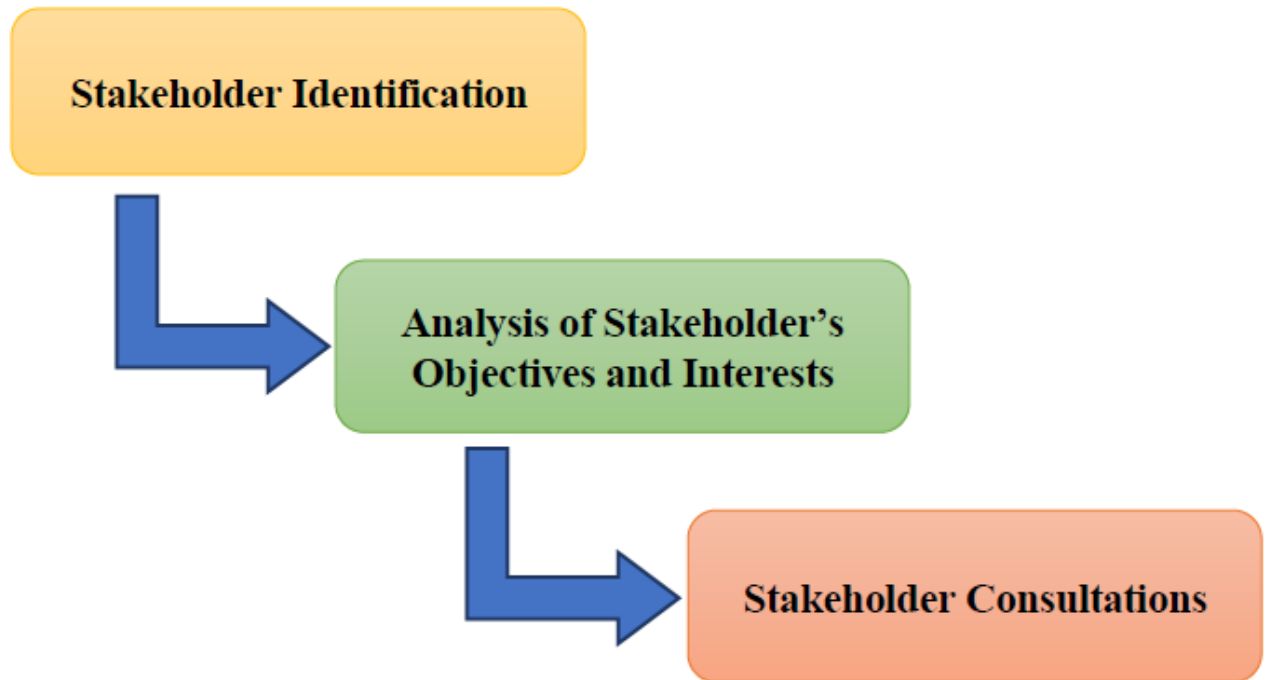 Stakeholder Identification
Analysis of Stakeholder’s
Objectives and Interests
Stakeholder Consultations